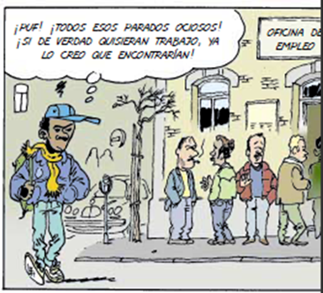 ¡PUF! ¡TODOS ESOS PARADOS OCIOSOS!
¡SI DE VERDAD QUISIERAN TRABAJO, YA
LO CREO QUE ENCONTRARÍAN!
OFICINA DE
EMPLEO